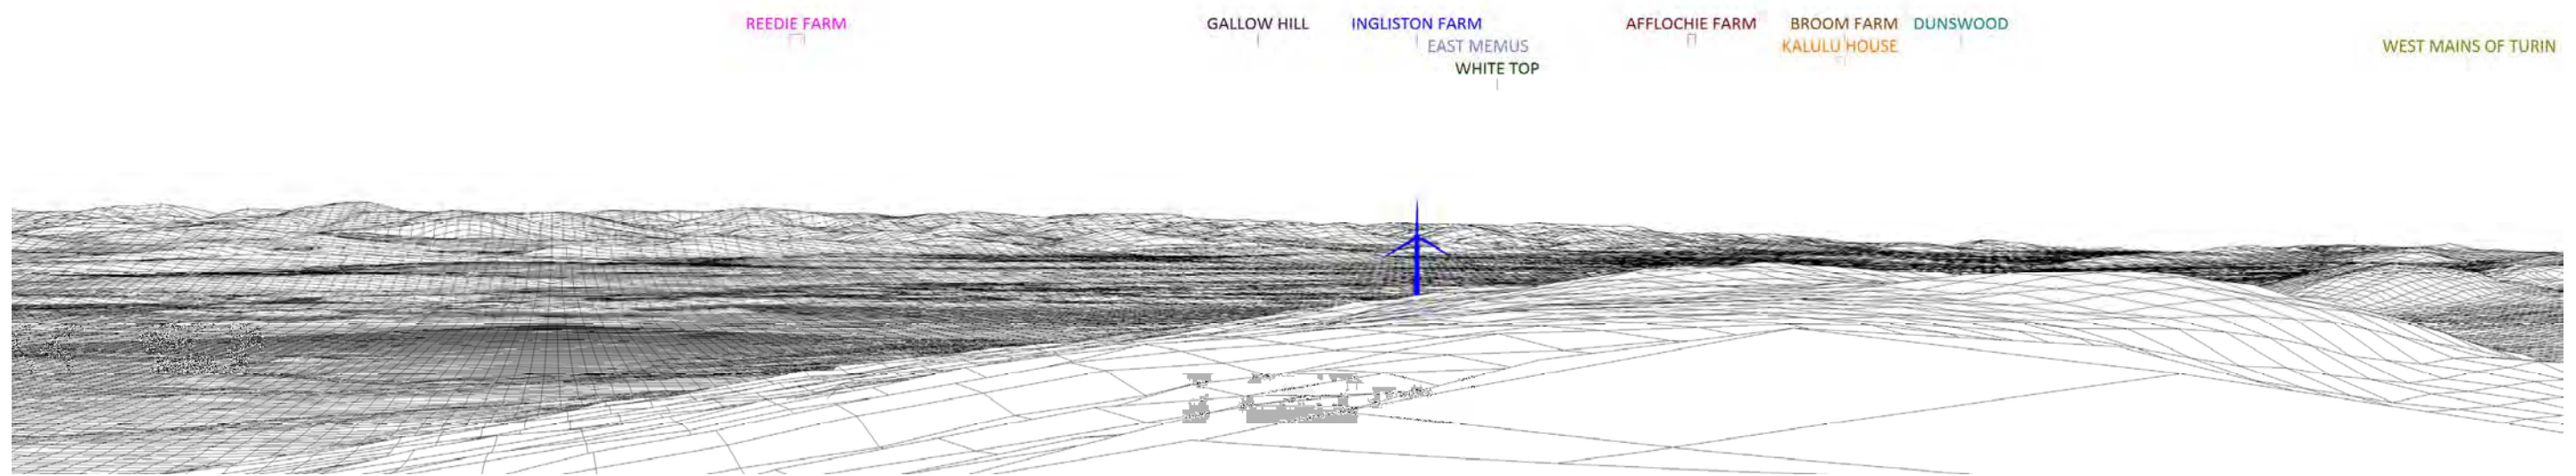 REEDIE FARM GALLOW HILL INGLISTON FARM AFFLOCHIE FARM BROOM FARM DUNSWOOD
EAST MEMUS KALULU HOUSE WEST MAINS OF TURIN
WHITE TOP